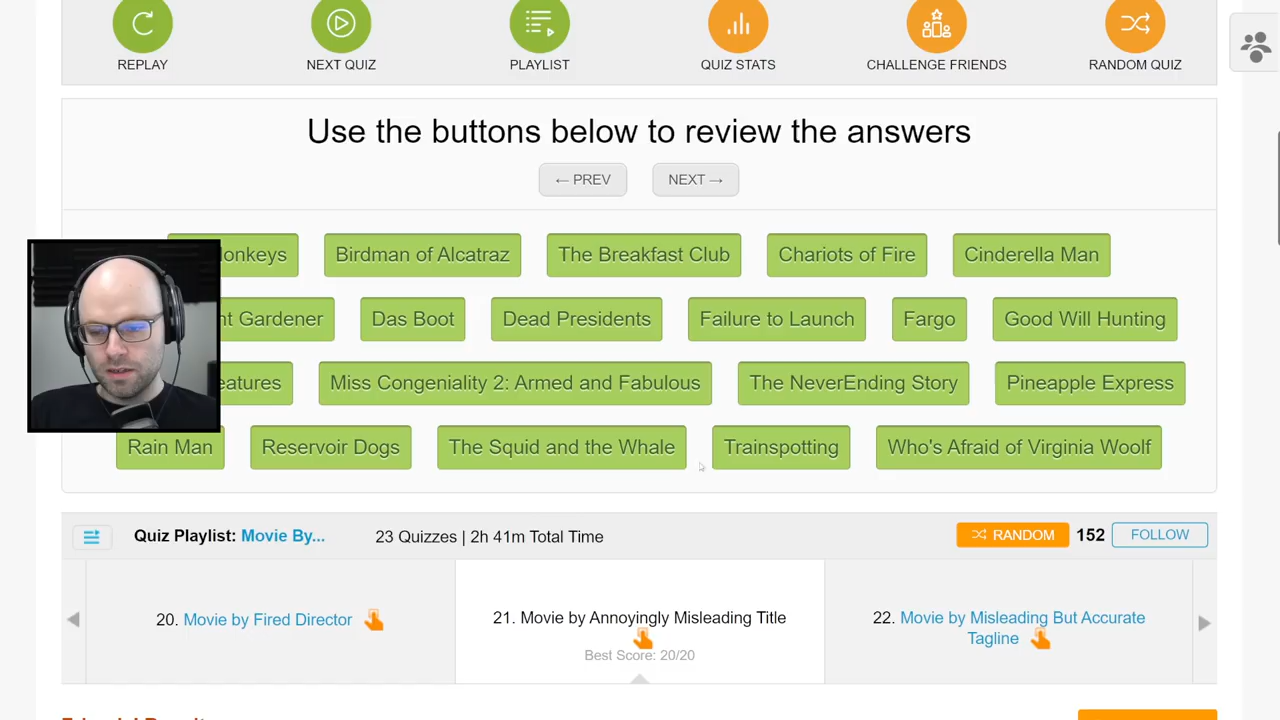 REPLAY
NEXT QUIZ
PLAYLIST
QUIZ STATS
CHALLENGE FRIENDS
RANDOM QUIZ
Use the buttons below to review the answers
← PREV
NEXT →
Birdman of Alcatraz
The Breakfast Club
Chariots of Fire
Cinderella Man
Gardener
Das Boot
Dead Presidents
Failure to Launch
Fargo
Good Will Hunting
Miss Congeniality 2: Armed and Fabulous
The NeverEnding Story
Pineapple Express
Rain Man
Reservoir Dogs
The Squid and the Whale
Trainspotting
Who's Afraid of Virginia Woolf
Quiz Playlist: Movie By...
23 Quizzes | 2h 41m Total Time
RANDOM
152
FOLLOW
20. Movie by Fired Director
21. Movie by Annoyingly Misleading Title
Best Score: 20/20
22. Movie by Misleading But Accurate
Tagline